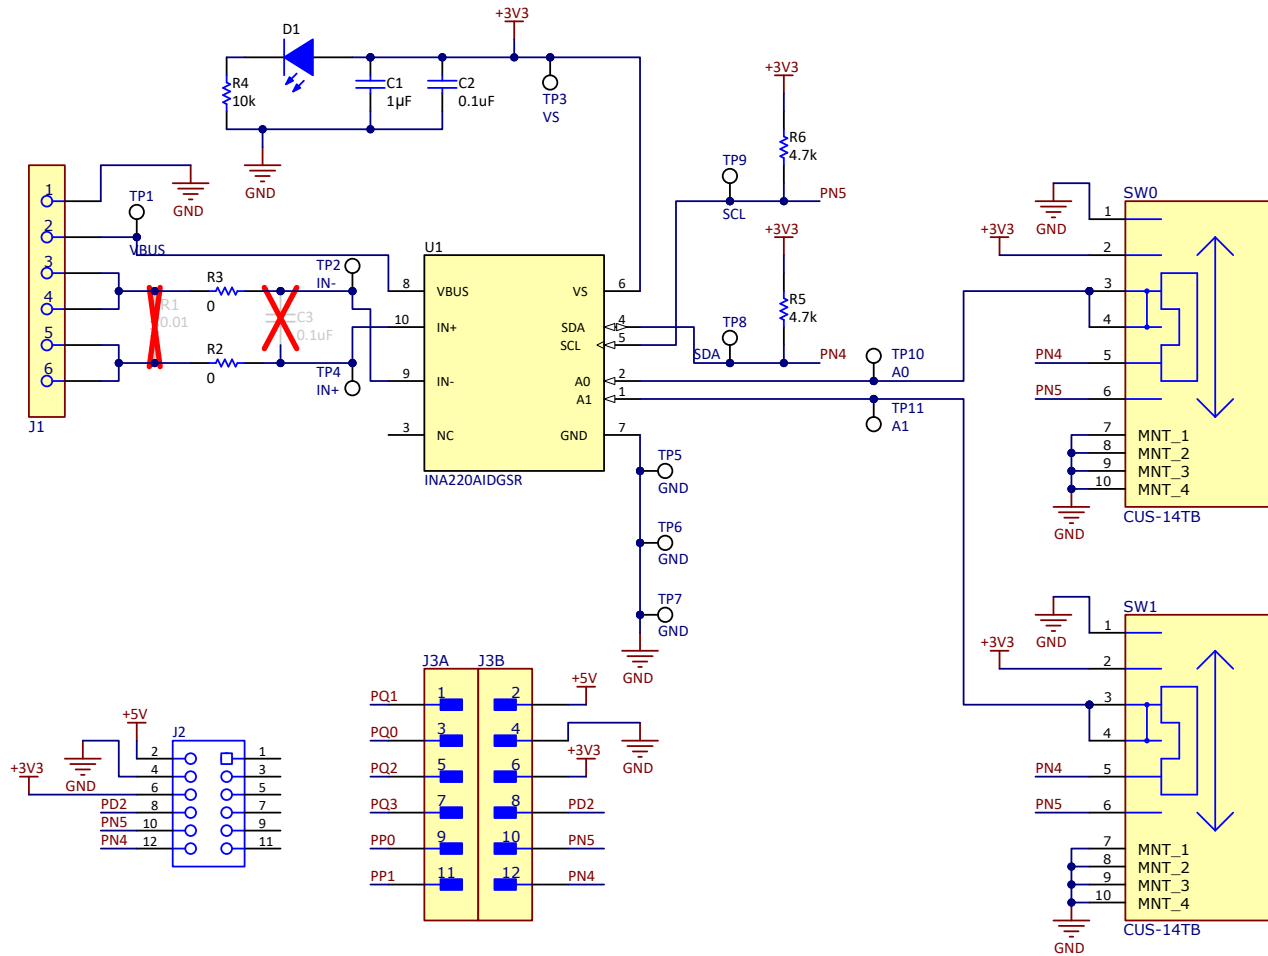 +3V3
D1
R4
10k
C1
1µF
C2
0.1uF
TP3
VS
GND
+3V3
R6
4.7k
TP9
SCL
PN5
+3V3
R5
4.7k
TP8
SDA
PN4
1
2
3
4
5
6
J1
GND
TP1
VBUS
R3
0
R1
0.01
C3
0.1uF
R2
0
TP2
IN-
TP4
IN+
U1
8
VBUS
10
IN+
9
IN-
3
NC
VS
6
SDA
4
SCL
5
A0
2
A1
1
GND
7
INA220AIDGSR
TP10
A0
TP11
A1
TP5
GND
TP6
GND
TP7
GND
GND
SW0
GND
+3V3
PN4
PN5
1
2
3
4
5
6
7
8
9
10
MNT_1
MNT_2
MNT_3
MNT_4
GND
CUS-14TB
SW1
GND
+3V3
PN4
PN5
1
2
3
4
5
6
7
8
9
10
MNT_1
MNT_2
MNT_3
MNT_4
GND
CUS-14TB
J2
+5V
GND
+3V3
PD2
PN5
PN4
2
4
6
8
10
12
1
3
5
7
9
11
J3A
J3B
PQ1
PQ0
PQ2
PQ3
PP0
PP1
1
3
5
7
9
11
2
4
6
8
10
12
+5V
GND
+3V3
PD2
PN5
PN4